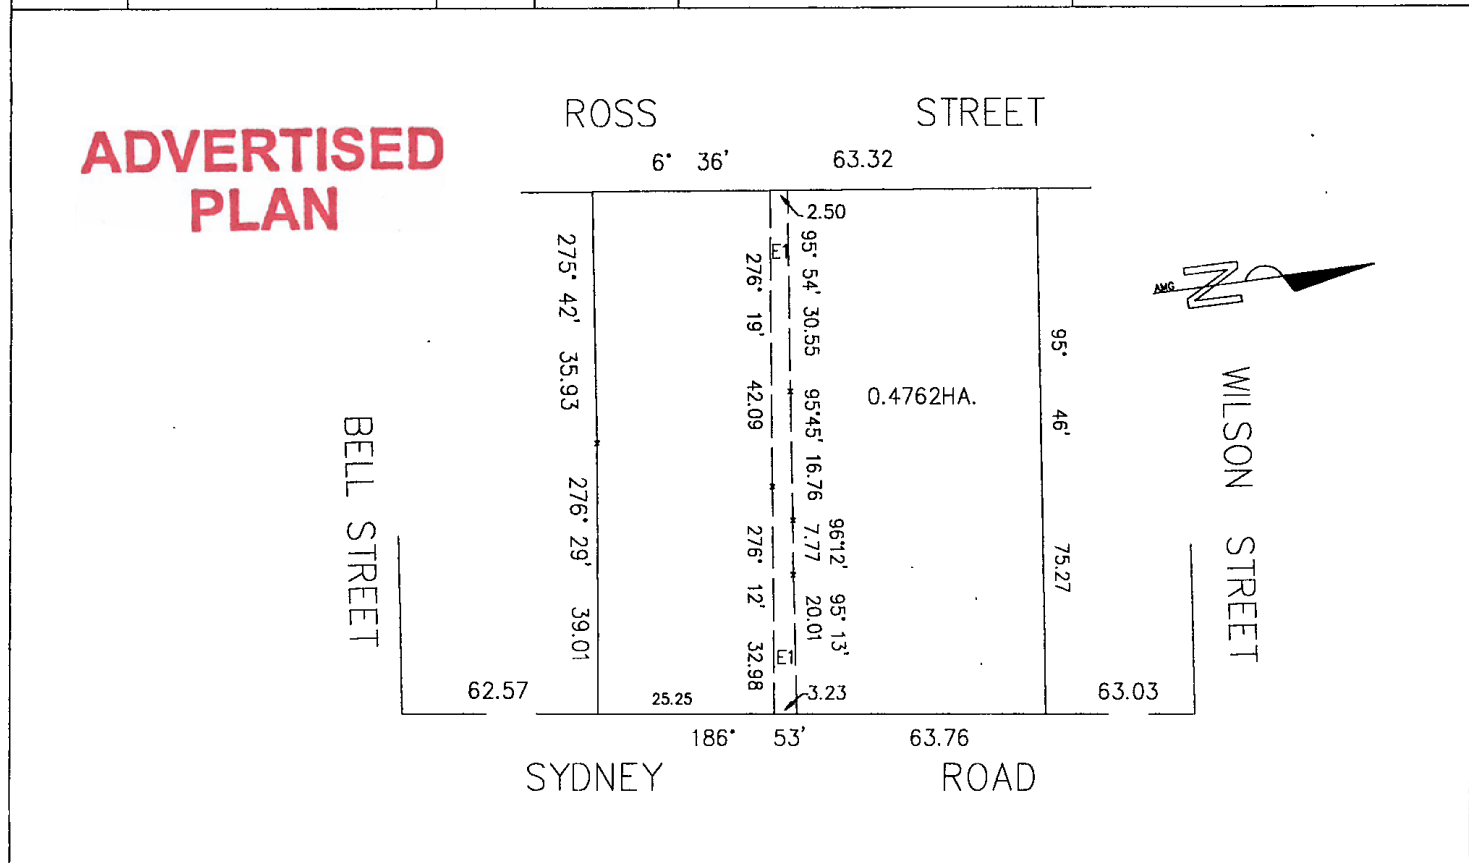 ROSS STREET
ADVERTISED
PLAN
6° 36' 63.32
2.50
E1
275° 42' 35.93
276° 19' 42.09
95° 54' 30.55
95°45' 16.76
96°12'
7.77
95° 13'
20.01
0.4762HA.
95° 46' 75.27
AMG
N
WILSON STREET
BELL STREET
276° 29' 39.01
276° 12' 32.98
E1
62.57
25.25
3.23
63.03
186° 53' 63.76
SYDNEY ROAD